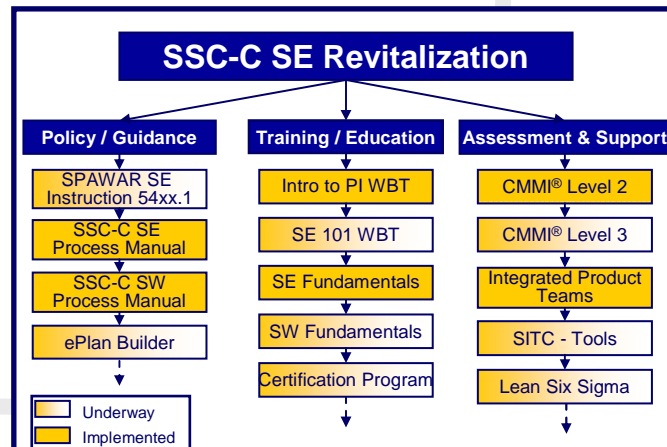 SSC-C SE Revitalization
Policy / Guidance
Training / Education
Assessment & Support
SPAWAR SE
Instruction 54xx.1
SSC-C SE
Process Manual
SSC-C SW
Process Manual
ePlan Builder
Intro to PI WBT
SE 101 WBT
SE Fundamentals
SW Fundamentals
Certification Program
CMMI® Level 2
CMMI® Level 3
Integrated Product
Teams
SITC - Tools
Lean Six Sigma
Underway
Implemented